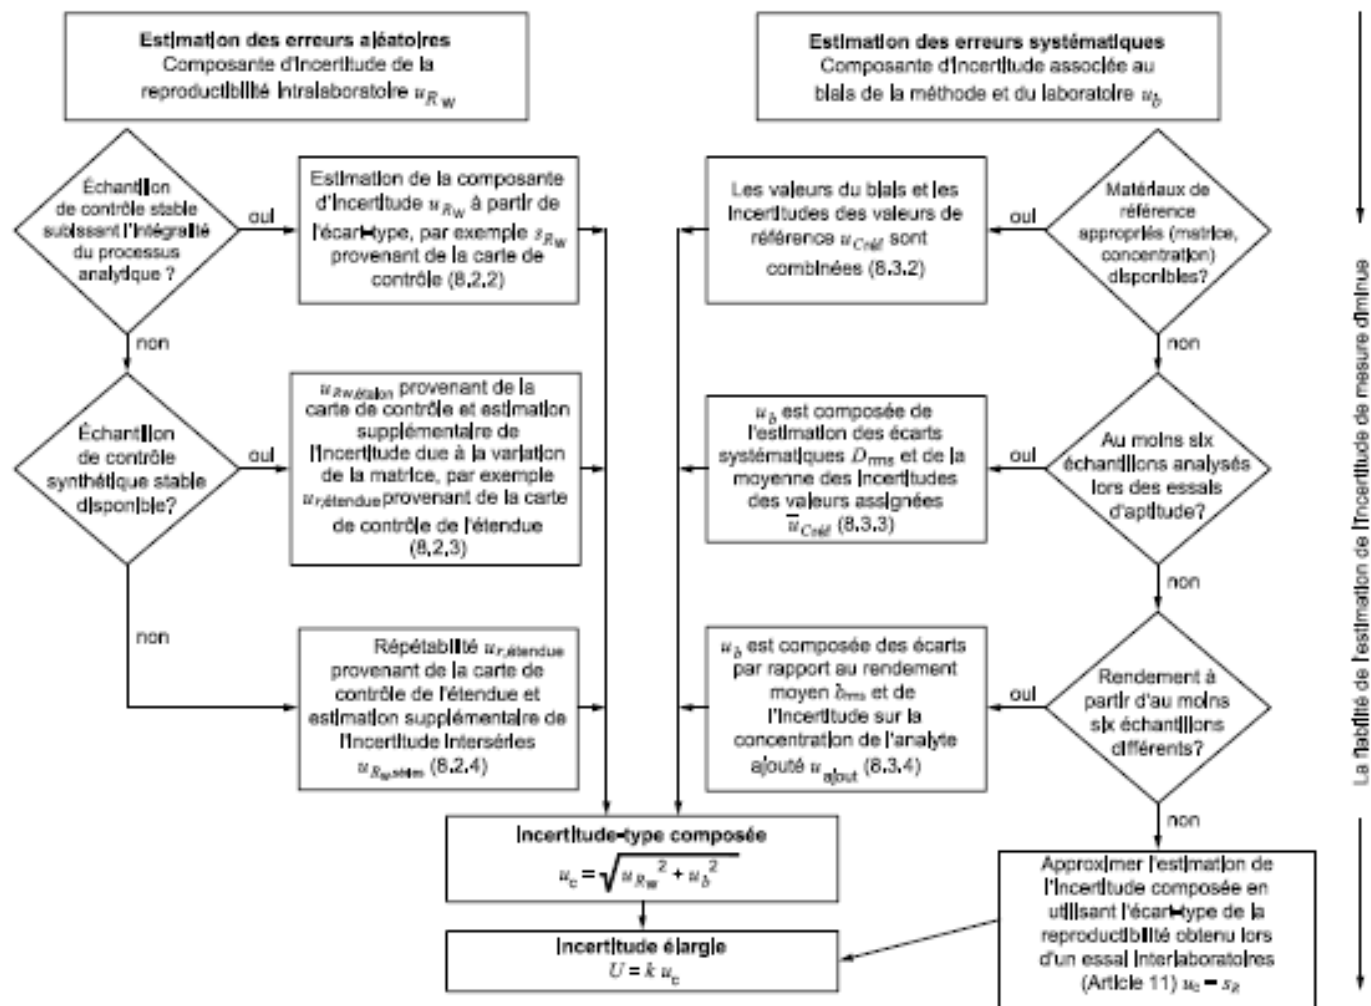 Estimation des erreurs aléatoires
Composante d'incertitude de la
reproductibilité intralaboratoire u_Rw
Estimation des erreurs systématiques
Composante d'incertitude associée au
biais de la méthode et du laboratoire u_b
Échantillon
de contrôle stable
subissant l'intégralité
du processus
analytique ?
oui
Estimation de la composante
d'incertitude u_Rw à partir de
l'écart-type, par exemple s_Rw
provenant de la carte de
contrôle (8.2.2)
Les valeurs du biais et les
incertitudes des valeurs de
référence u_Créf sont
combinées (8.3.2)
oui
Matériaux de
référence
appropriés (matrice,
concentration)
disponibles?
non
non
Échantillon
de contrôle
synthétique stable
disponible?
oui
u_Rw,étalon provenant de la
carte de contrôle et estimation
supplémentaire de
l'incertitude due à la variation
de la matrice, par exemple
u_r,étendue provenant de la carte
de contrôle de l'étendue
(8.2.3)
u_b est composée de
l'estimation des écarts
systématiques D_rms et de la
moyenne des incertitudes
des valeurs assignées
u̅_Créf (8.3.3)
oui
Au moins six
échantillons analysés
lors des essais
d'aptitude?
non
non
Répétabilité u_r,étendue
provenant de la carte de
contrôle de l'étendue et
estimation supplémentaire de
l'incertitude interséries
u_Rw,séries (8.2.4)
u_b est composée des écarts
par rapport au rendement
moyen b_rms et de
l'incertitude sur la
concentration de l'analyte
ajouté u_ajout (8.3.4)
oui
Rendement à
partir d'au moins
six échantillons
différents?
non
Incertitude-type composée
u_c = √(u_Rw² + u_b²)
Incertitude élargie
U = k u_c
Approximer l'estimation de
l'incertitude composée en
utilisant l'écart-type de la
reproductibilité obtenu lors
d'un essai interlaboratoires
(Article 11) u_c = s_R
La fiabilité de l'estimation de l'incertitude de mesure diminue